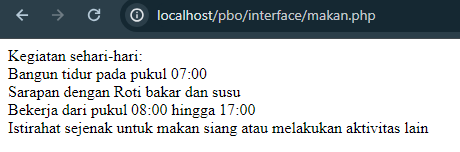 localhost/pbo/interface/makan.php
Kegiatan sehari-hari:
Bangun tidur pada pukul 07:00
Sarapan dengan Roti bakar dan susu
Bekerja dari pukul 08:00 hingga 17:00
Istirahat sejenak untuk makan siang atau melakukan aktivitas lain